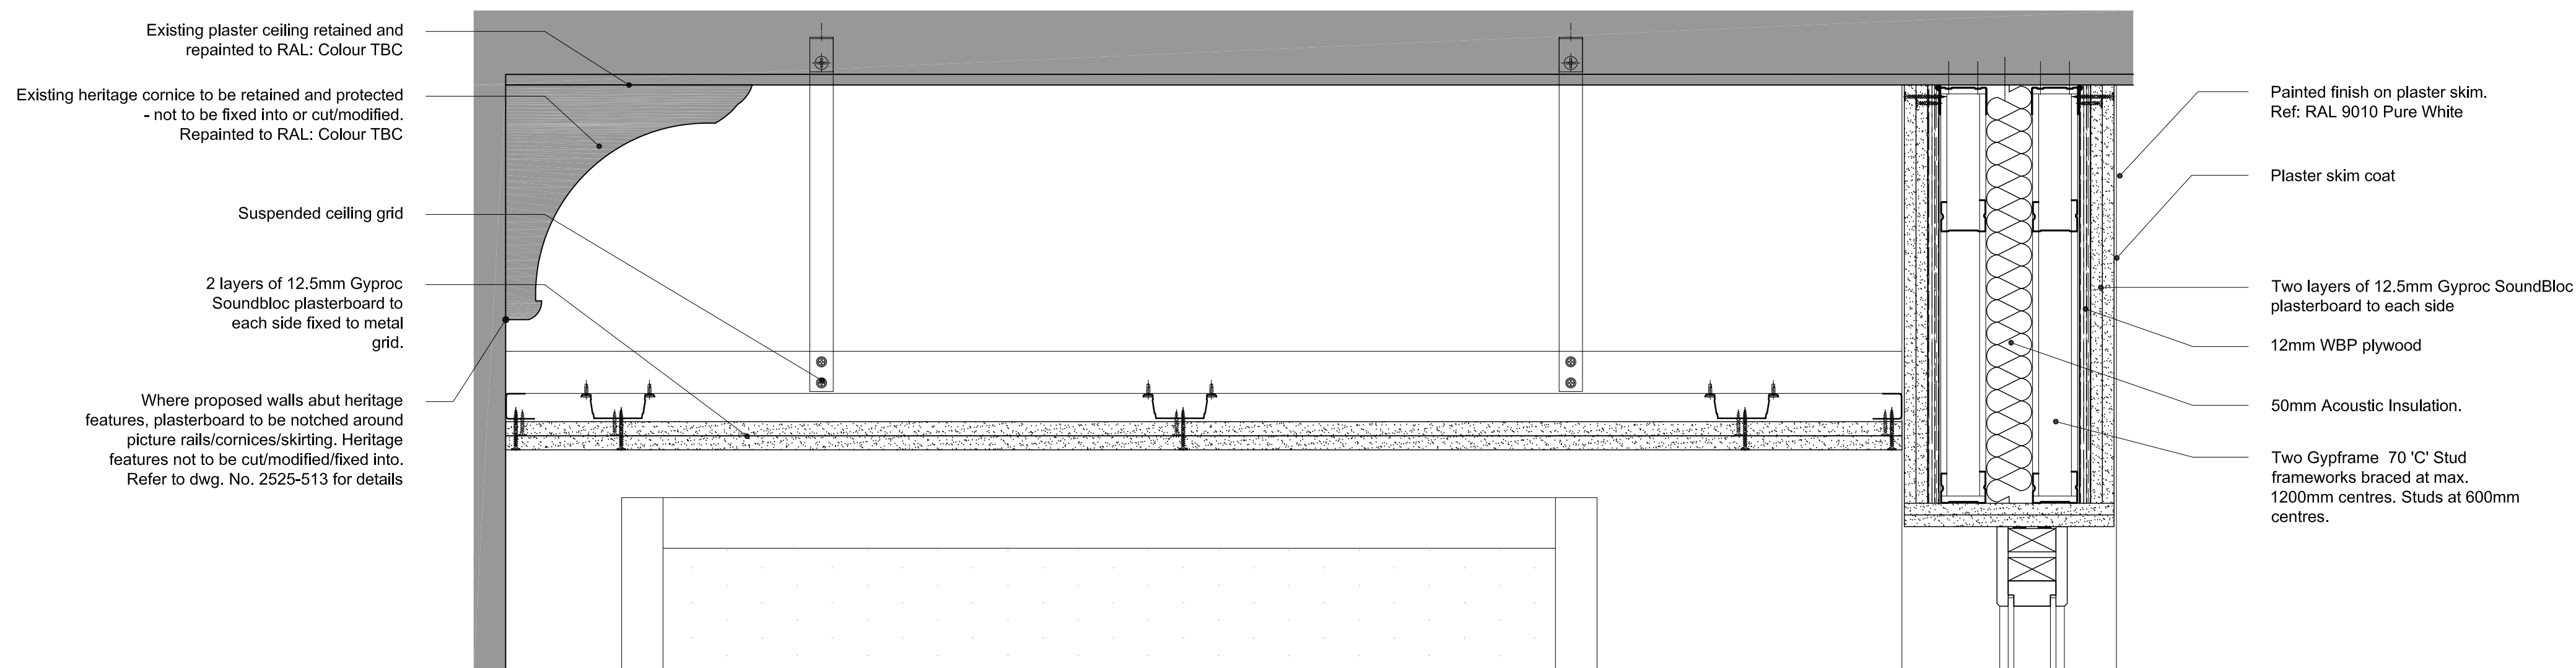 Existing plaster ceiling retained and
repainted to RAL: Colour TBC
Existing heritage cornice to be retained and protected
- not to be fixed into or cut/modified.
Repainted to RAL: Colour TBC
Suspended ceiling grid
2 layers of 12.5mm Gyproc
Soundbloc plasterboard to
each side fixed to metal
grid.
Where proposed walls abut heritage
features, plasterboard to be notched around
picture rails/cornices/skirting. Heritage
features not to be cut/modified/fixed into.
Refer to dwg. No. 2525-513 for details
Painted finish on plaster skim.
Ref: RAL 9010 Pure White
Plaster skim coat
Two layers of 12.5mm Gyproc SoundBloc
plasterboard to each side
12mm WBP plywood
50mm Acoustic Insulation.
Two Gypframe 70 'C' Stud
frameworks braced at max.
1200mm centres. Studs at 600mm
centres.